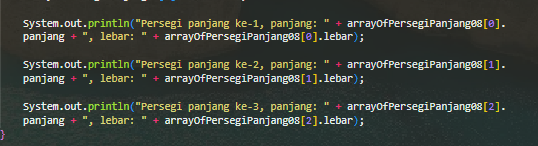 System.out.println("Persegi panjang ke-1, panjang: " + arrayOfPersegiPanjang08[0].
panjang + ", lebar: " + arrayOfPersegiPanjang08[0].lebar);
System.out.println("Persegi panjang ke-2, panjang: " + arrayOfPersegiPanjang08[1].
panjang + ", lebar: " + arrayOfPersegiPanjang08[1].lebar);
System.out.println("Persegi panjang ke-3, panjang: " + arrayOfPersegiPanjang08[2].
panjang + ", lebar: " + arrayOfPersegiPanjang08[2].lebar);
}